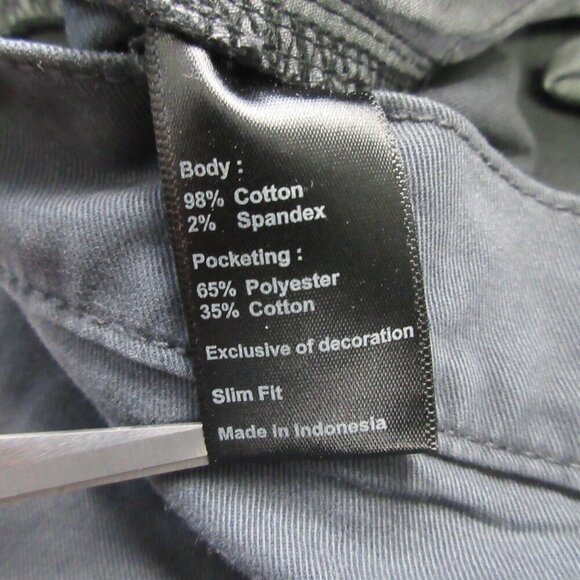 Body :
98% Cotton
2% Spandex
Pocketing :
65% Polyester
35% Cotton
Exclusive of decoration
Slim Fit
Made in Indonesia